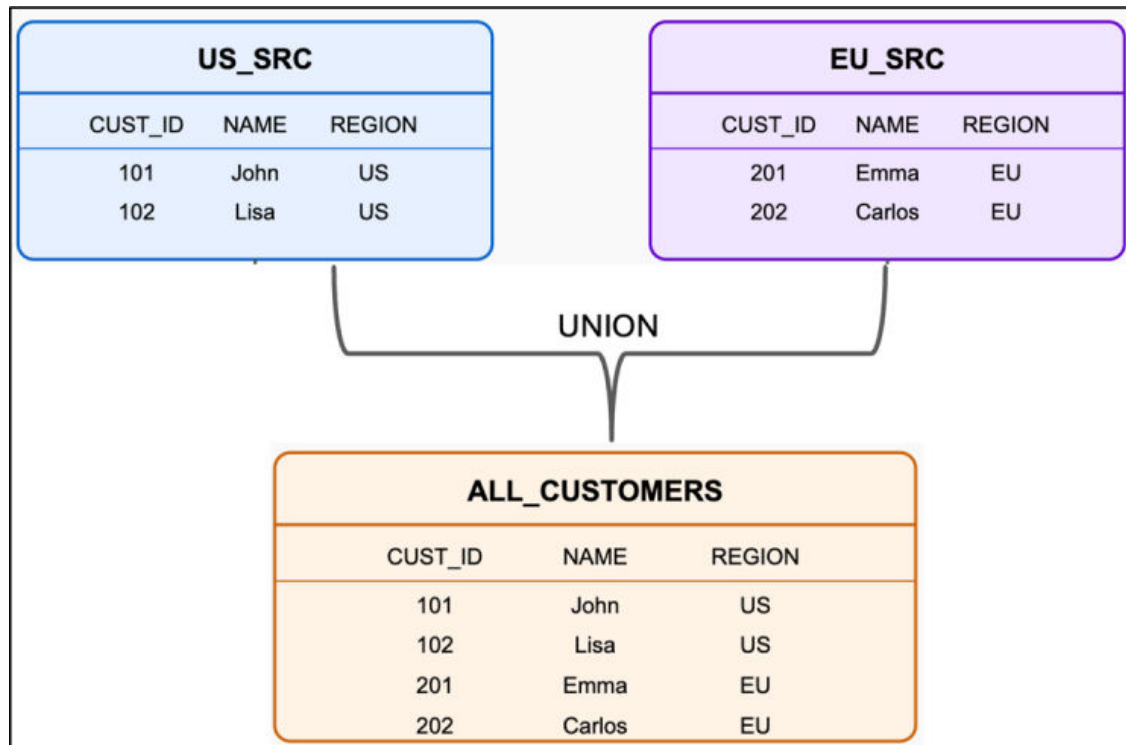 US_SRC
CUST_ID NAME REGION
101 John US
102 Lisa US
EU_SRC
CUST_ID NAME REGION
201 Emma EU
202 Carlos EU
UNION
ALL_CUSTOMERS
CUST_ID NAME REGION
101 John US
102 Lisa US
201 Emma EU
202 Carlos EU